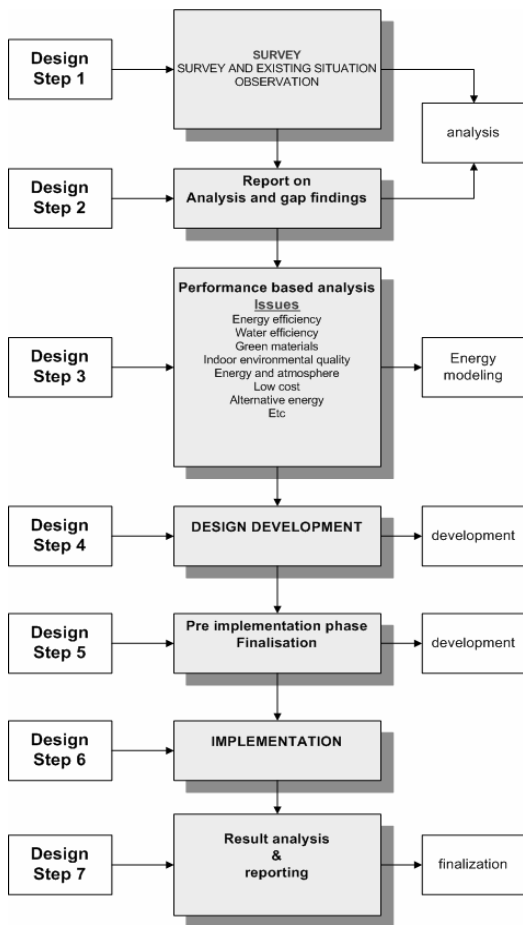 Design
Step 1
SURVEY
SURVEY AND EXISTING SITUATION
OBSERVATION
analysis
Design
Step 2
Report on
Analysis and gap findings
Design
Step 3
Performance based analysis
Issues
Energy efficiency
Water efficiency
Green materials
Indoor environmental quality
Energy and atmosphere
Low cost
Alternative energy
Etc
Energy
modeling
Design
Step 4
DESIGN DEVELOPMENT
development
Design
Step 5
Pre implementation phase
Finalisation
development
Design
Step 6
IMPLEMENTATION
Design
Step 7
Result analysis
&
reporting
finalization